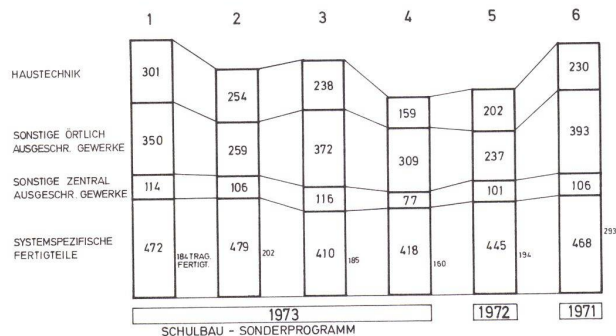 1 2 3 4 5 6
HAUSTECHNIK 301 254 238 159 202 230
SONSTIGE ÖRTLICH
AUSGESCHR. GEWERKE 350 259 372 309 237 393
SONSTIGE ZENTRAL
AUSGESCHR. GEWERKE 114 106 116 77 101 106
SYSTEMSPEZIFISCHE
FERTIGTEILE 472 184 TRAG. 479 202 410 185 418 160 445 194 468 293
FERTIGT.
1973 1972 1971
SCHULBAU - SONDERPROGRAMM